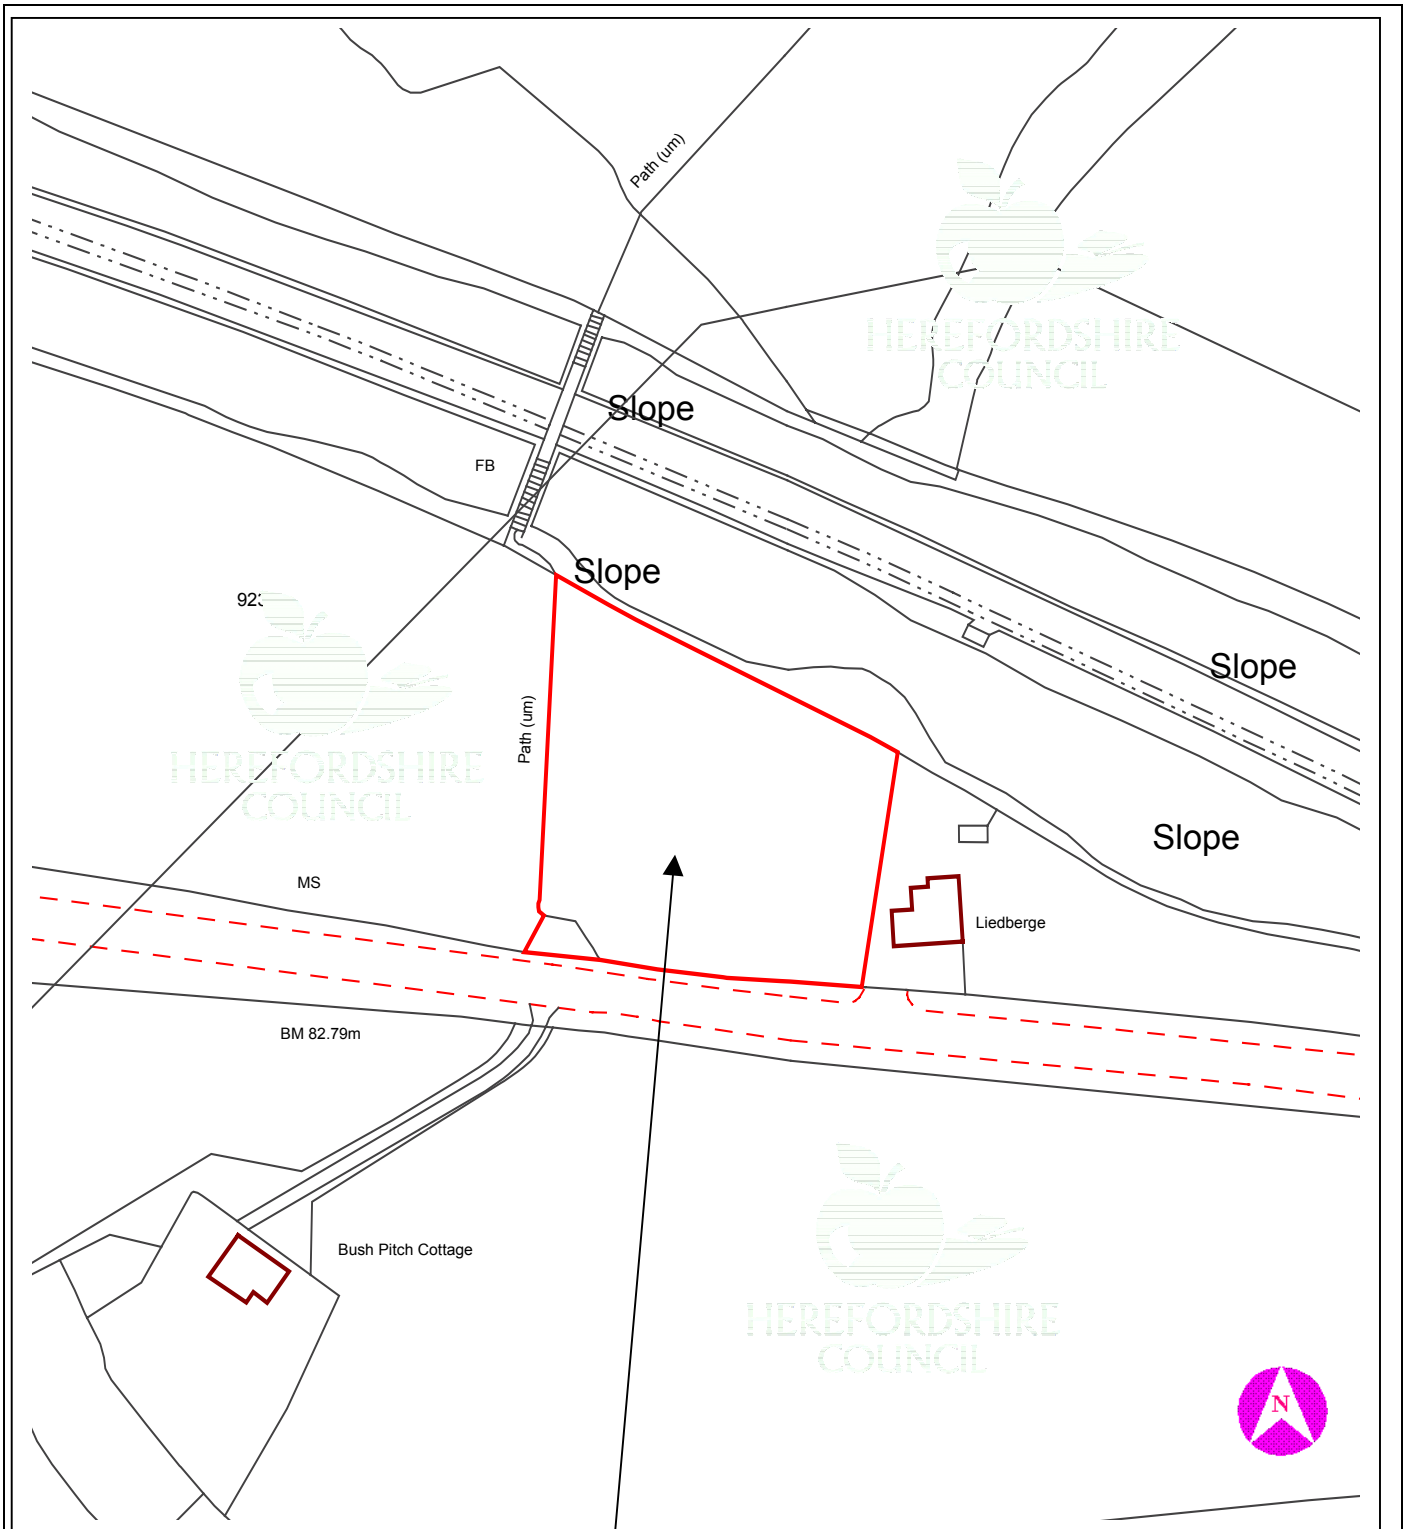 Path (um)
HEREFORDSHIRE
COUNCIL
Slope
FB
Slope
923
HEREFORDSHIRE
COUNCIL
Path (um)
Slope
Slope
MS
Liedberge
BM 82.79m
Bush Pitch Cottage
HEREFORDSHIRE
COUNCIL
N